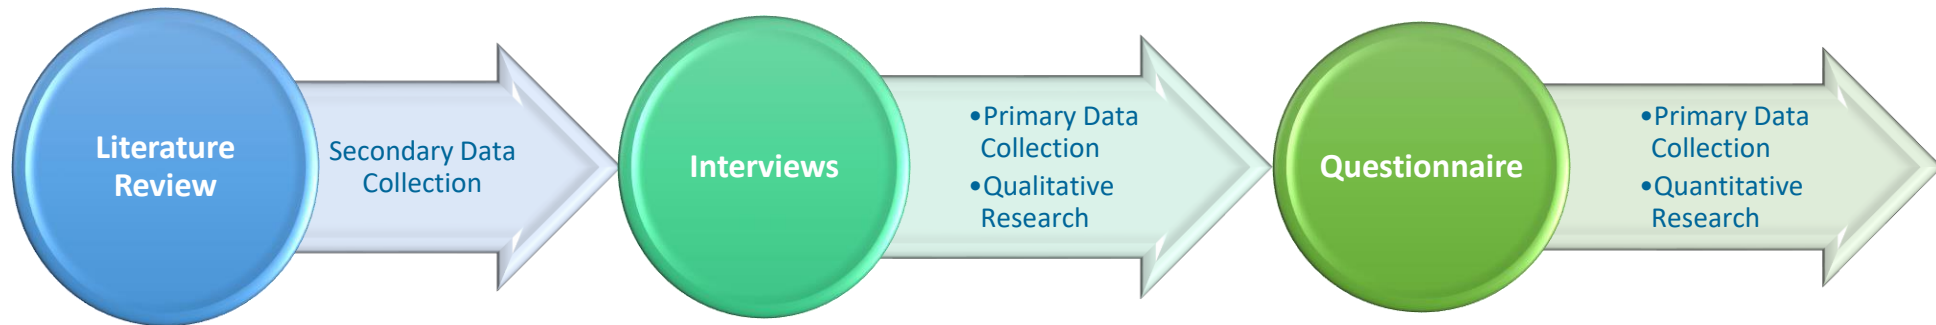 Literature
Review
Secondary Data
Collection
Interviews
•Primary Data
Collection
•Qualitative
Research
Questionnaire
•Primary Data
Collection
•Quantitative
Research